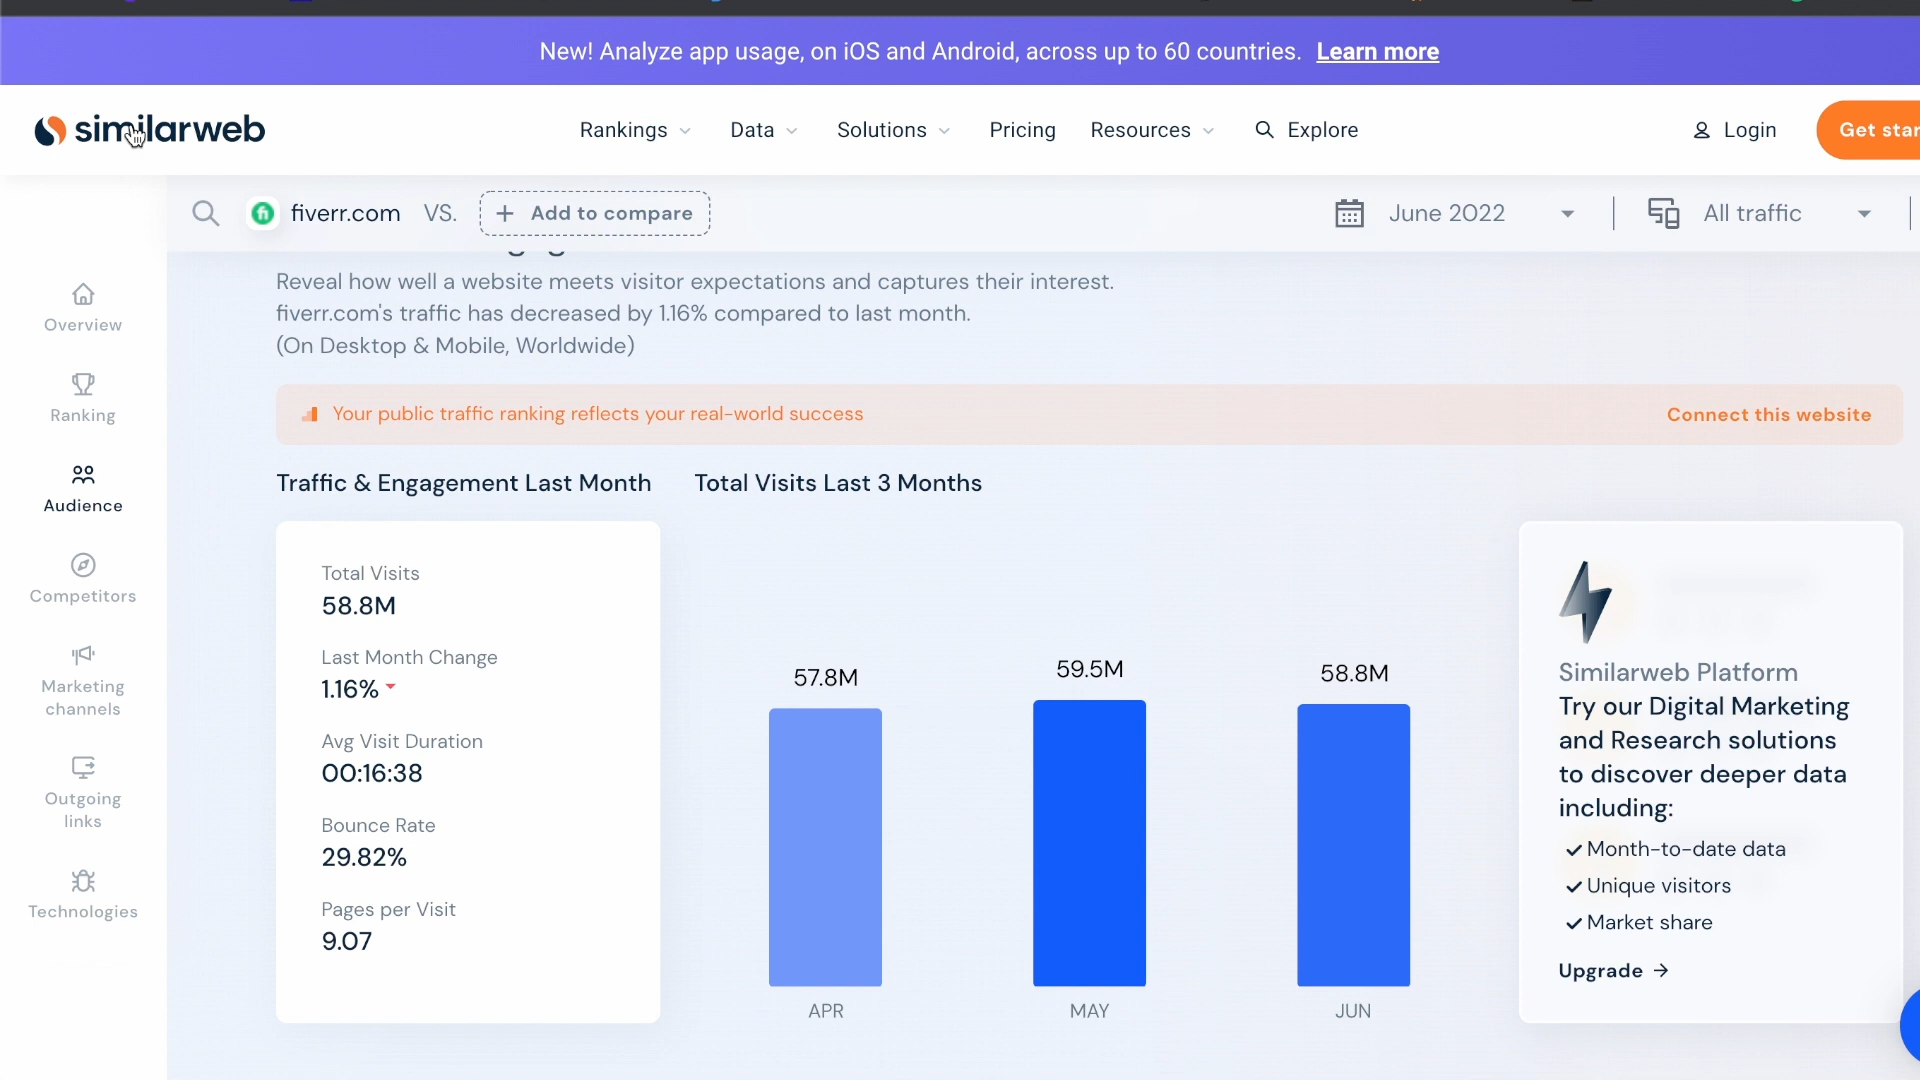 New! Analyze app usage, on iOS and Android, across up to 60 countries. Learn more
similarweb
Rankings
Data
Solutions
Pricing
Resources
Explore
Login
Get star
fiverr.com VS. + Add to compare
June 2022
All traffic
Reveal how well a website meets visitor expectations and captures their interest.
fiverr.com's traffic has decreased by 1.16% compared to last month.
(On Desktop & Mobile, Worldwide)
Your public traffic ranking reflects your real-world success
Connect this website
Overview
Ranking
Audience
Competitors
Marketing
channels
Outgoing
links
Technologies
Traffic & Engagement Last Month
Total Visits
58.8M
Last Month Change
1.16%
Avg Visit Duration
00:16:38
Bounce Rate
29.82%
Pages per Visit
9.07
Total Visits Last 3 Months
57.8M
59.5M
58.8M
APR
MAY
JUN
Similarweb Platform
Try our Digital Marketing
and Research solutions
to discover deeper data
including:
Month-to-date data
Unique visitors
Market share
Upgrade →